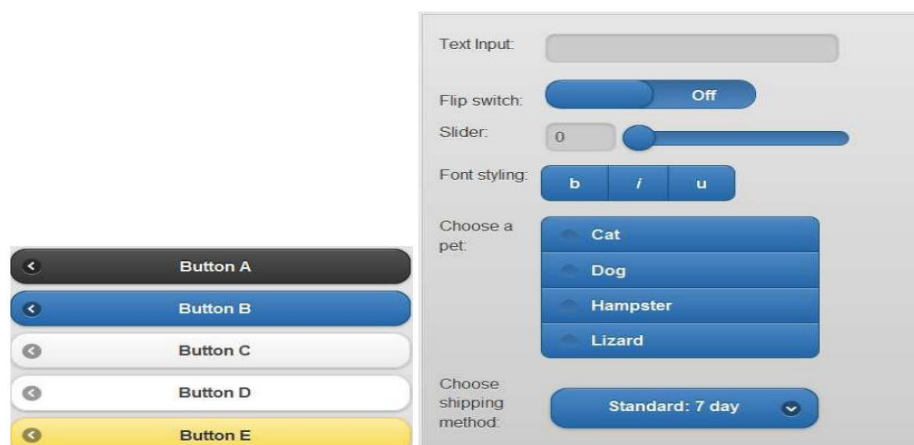 Button A
Button B
Button C
Button D
Button E
Text Input:
Flip switch:
Off
Slider:
0
Font styling:
b i u
Choose a
pet:
Cat
Dog
Hampster
Lizard
Choose
shipping
method:
Standard: 7 day